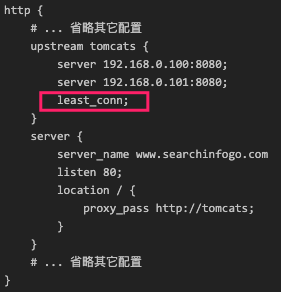 http {
    # ... 省略其它配置
    upstream tomcats {
        server 192.168.0.100:8080;
        server 192.168.0.101:8080;
        least_conn;
    }
    server {
        server_name www.searchinfogo.com
        listen 80;
        location / {
            proxy_pass http://tomcats;
        }
    }
    # ... 省略其它配置
}